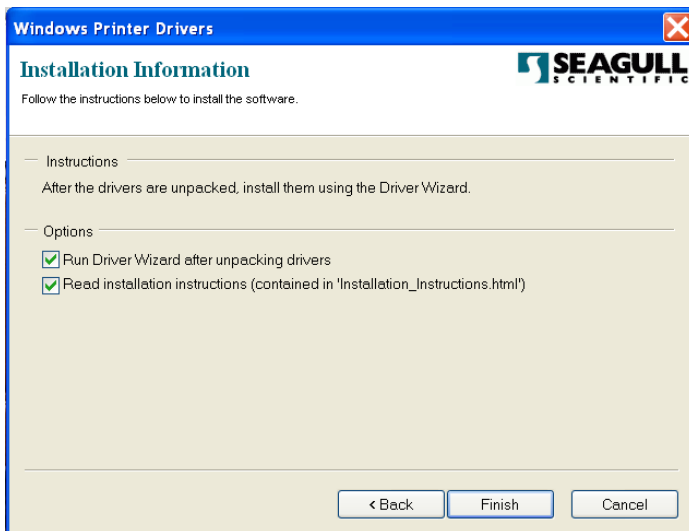 Windows Printer Drivers
Installation Information
SEAGULL
SCIENTIFIC
Follow the instructions below to install the software.
Instructions
After the drivers are unpacked, install them using the Driver Wizard.
Options
Run Driver Wizard after unpacking drivers
Read installation instructions (contained in 'Installation_Instructions.html')
< Back Finish Cancel